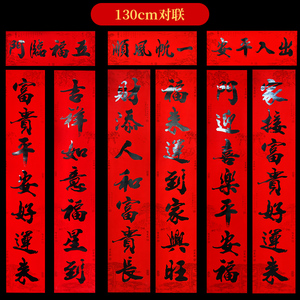 130cm对联
出入平安
一帆風順
五福臨門
家接富貴好運來
門迎喜樂平安福
福来送到家興旺
財添人和富貴長
吉祥如意福星到
富貴平安好運來